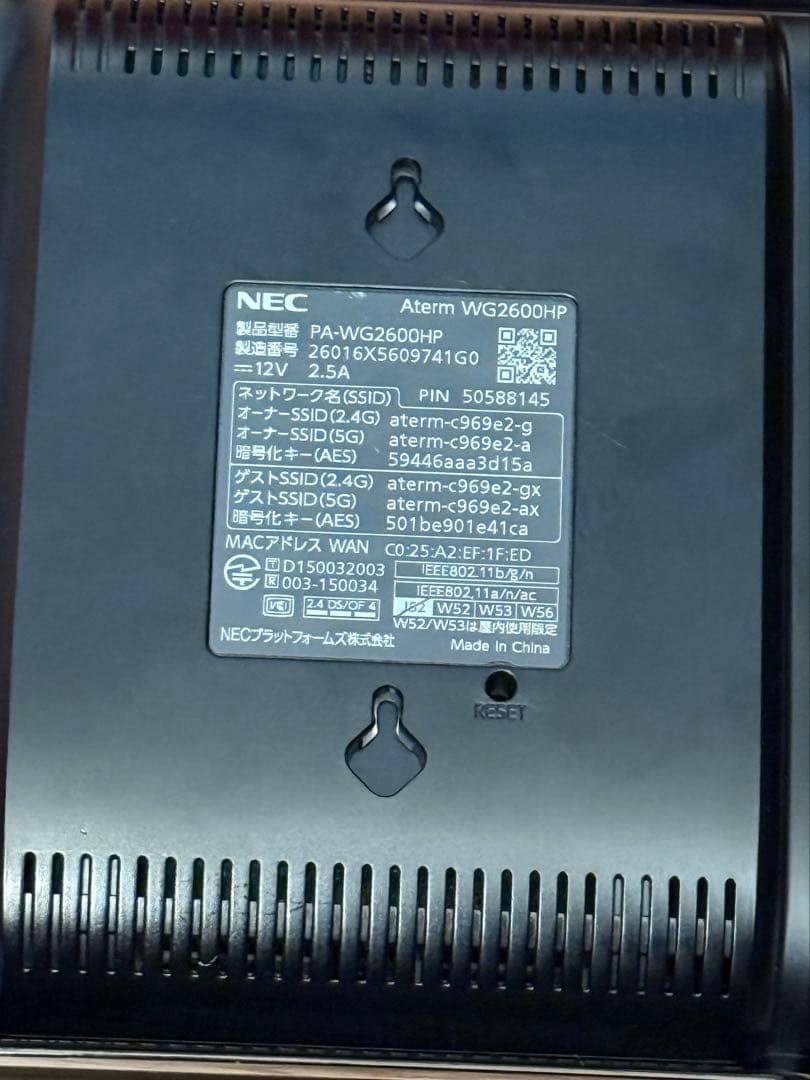 NEC Aterm WG2600HP
製品型番 PA-WG2600HP
製造番号 26016X5609741G0
12V 2.5A
ネットワーク名(SSID) PIN 50588145
オーナーSSID(2.4G) aterm-c969e2-g
オーナーSSID(5G) aterm-c969e2-a
暗号化キー(AES) 59446aaa3d15a
ゲストSSID(2.4G) aterm-c969e2-gx
ゲストSSID(5G) aterm-c969e2-ax
暗号化キー(AES) 501be901e41ca
MACアドレス WAN C0:25:A2:EF:1F:ED
T D150032003 IEEE802.11b/g/n
R 003-150034 IEEE802.11a/n/ac
VCI 2.4 DS/OF 4 J52 W52 W53 W56
W52/W53は屋内使用限定
NECプラットフォームズ株式会社 Made in China
RESET